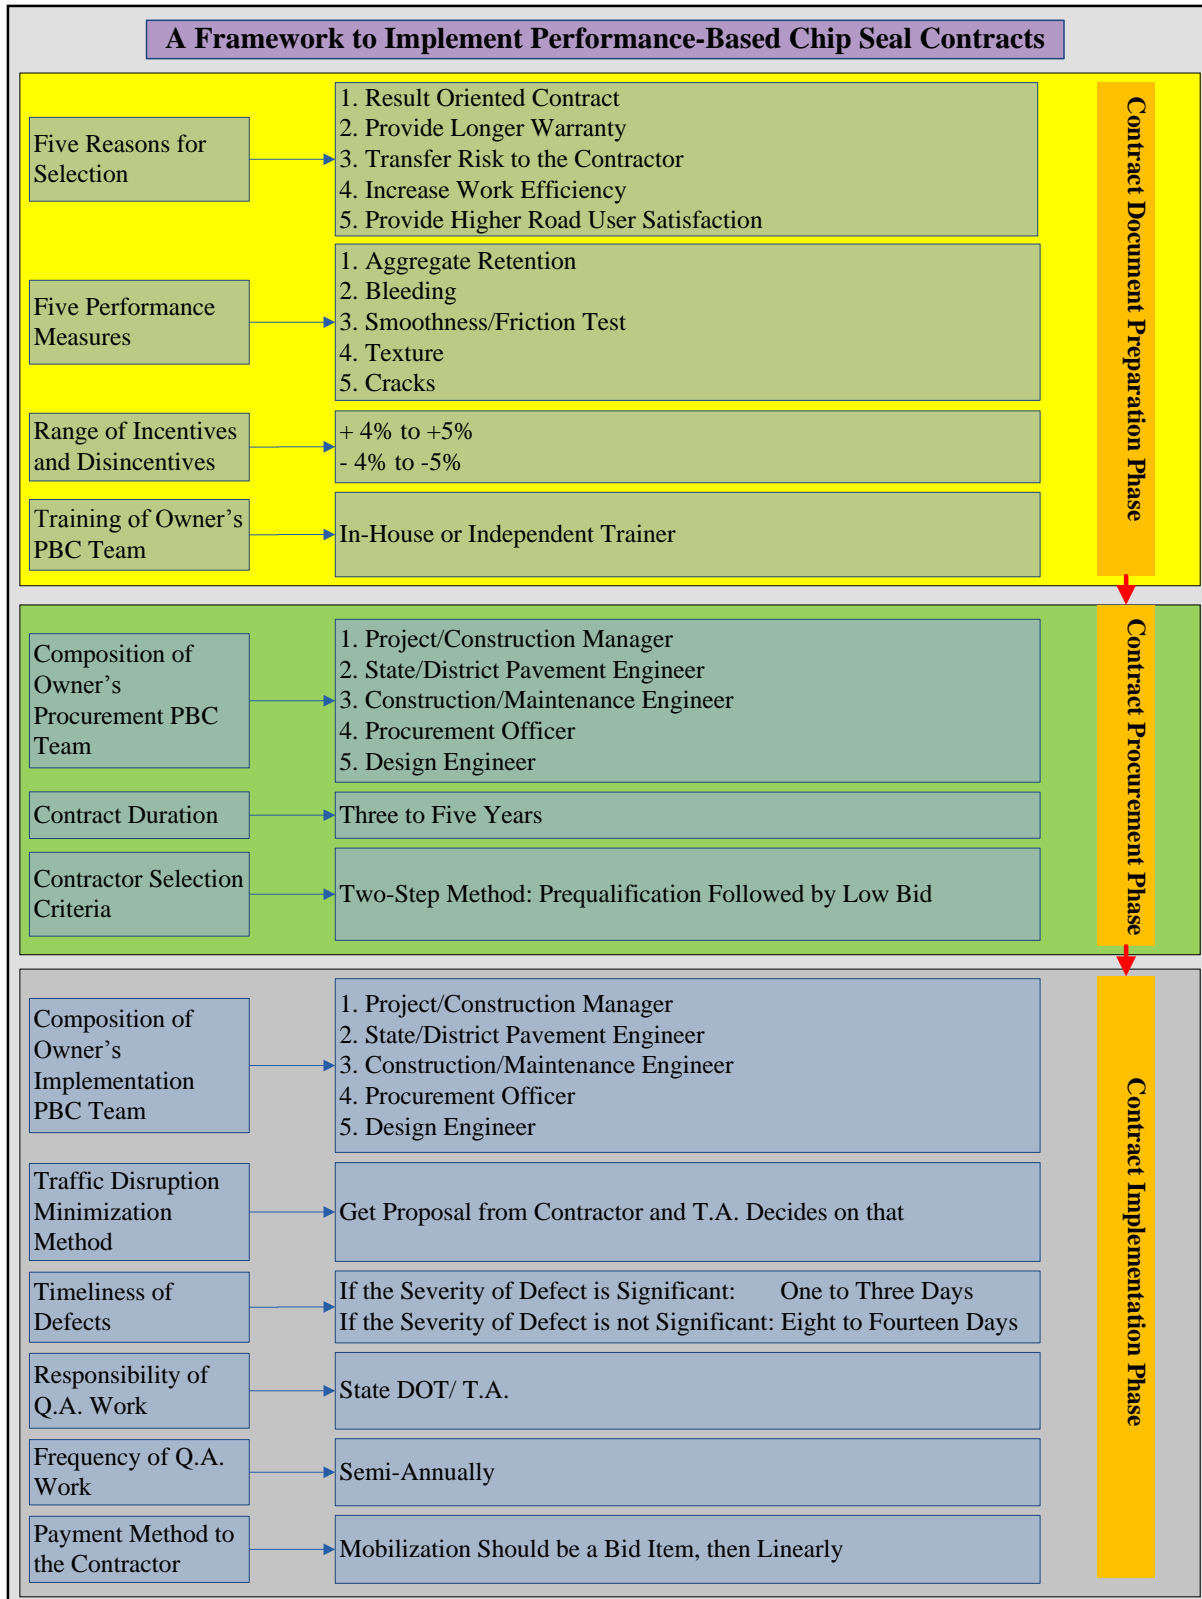 A Framework to Implement Performance-Based Chip Seal Contracts
Five Reasons for
Selection
1. Result Oriented Contract
2. Provide Longer Warranty
3. Transfer Risk to the Contractor
4. Increase Work Efficiency
5. Provide Higher Road User Satisfaction
Five Performance
Measures
1. Aggregate Retention
2. Bleeding
3. Smoothness/Friction Test
4. Texture
5. Cracks
Range of Incentives
and Disincentives
+ 4% to +5%
- 4% to -5%
Training of Owner's
PBC Team
In-House or Independent Trainer
Contract Document Preparation Phase
Composition of
Owner's
Procurement PBC
Team
1. Project/Construction Manager
2. State/District Pavement Engineer
3. Construction/Maintenance Engineer
4. Procurement Officer
5. Design Engineer
Contract Duration
Three to Five Years
Contractor Selection
Criteria
Two-Step Method: Prequalification Followed by Low Bid
Contract Procurement Phase
Composition of
Owner's
Implementation
PBC Team
1. Project/Construction Manager
2. State/District Pavement Engineer
3. Construction/Maintenance Engineer
4. Procurement Officer
5. Design Engineer
Traffic Disruption
Minimization
Method
Get Proposal from Contractor and T.A. Decides on that
Timeliness of
Defects
If the Severity of Defect is Significant: One to Three Days
If the Severity of Defect is not Significant: Eight to Fourteen Days
Responsibility of
Q.A. Work
State DOT/ T.A.
Frequency of Q.A.
Work
Semi-Annually
Payment Method to
the Contractor
Mobilization Should be a Bid Item, then Linearly
Contract Implementation Phase